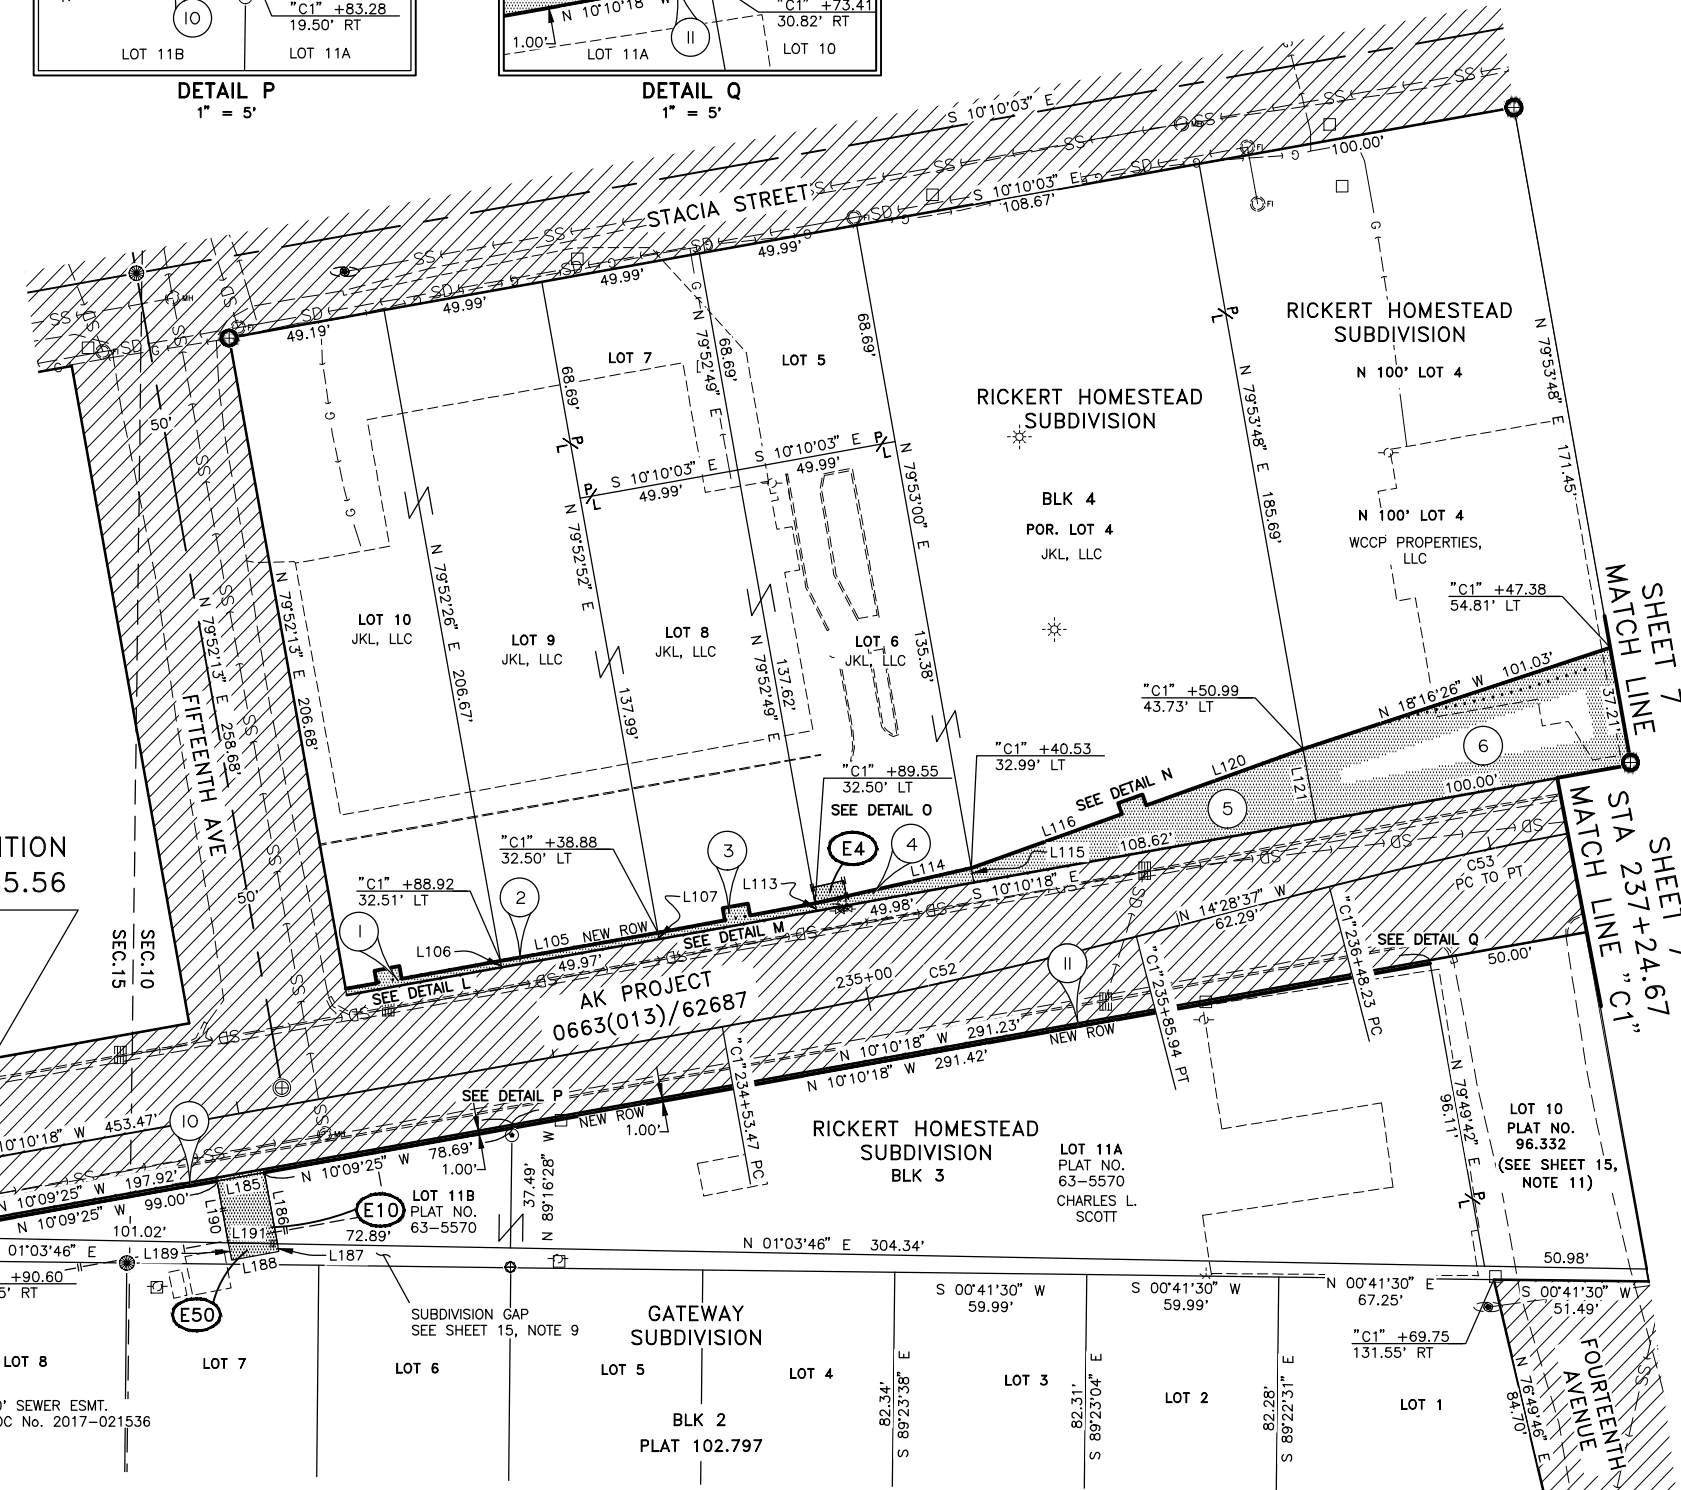 "C1" +83.28
19.50' RT
10
LOT 11B
LOT 11A
DETAIL P
1" = 5'
N 10°10'18" W
"C1" +73.41
30.82' RT
1.00'
11
LOT 11A
LOT 10
DETAIL Q
1" = 5'
S 10°10'03" E
STACIA STREET
100.00'
S 10°10'03" E
108.67'
49.99'
49.99'
49.99'
49.19'
RICKERT HOMESTEAD
SUBDIVISION
N 100' LOT 4
N 79°53'48" E 171.45'
LOT 7
LOT 5
68.69'
N 79°52'49" E
68.69'
68.69'
RICKERT HOMESTEAD
SUBDIVISION
50'
S 10°10'03" E
49.99'
S 10°10'03" E
49.99'
P/L
N 79°53'00" E
135.38'
N 79°53'48" E 185.69'
BLK 4
POR. LOT 4
JKL, LLC
N 100' LOT 4
WCCP PROPERTIES,
LLC
"C1" +47.38
54.81' LT
SHEET 7
MATCH LINE
N 79°52'13" E 206.68'
N 79°52'26" E 206.67'
N 79°52'52" E
137.99'
N 79°52'49" E
137.62'
LOT 10
JKL, LLC
LOT 9
JKL, LLC
LOT 8
JKL, LLC
LOT 6
JKL, LLC
N 79°52'13" E 258.68'
FIFTEENTH AVE
50'
"C1" +50.99
43.73' LT
N 18°16'26" W 101.03'
37.21'
6
"C1" +40.53
32.99' LT
L120
L121
100.00'
SEE DETAIL N
5
"C1" +89.55
32.50' LT
SEE DETAIL O
E4
4
L116
L115
108.62'
L114
S 10°10'18" E
49.98'
"C1" +38.88
32.50' LT
3
L113
L107
SEE DETAIL M
"C1" +88.92
32.51' LT
2
L105
NEW ROW
49.97'
1
L106
SEE DETAIL L
SEC.15
SEC.10
5.56
C53
PC TO PT
SHEET 7
STA 237+24.67
MATCH LINE "C1"
N 14°28'37" W
62.29'
"C1" 236+48.23 PC
SEE DETAIL Q
50.00'
AK PROJECT
0663(013)/62687
235+00
C52
11
"C1" 235+85.94 PT
N 10°10'18" W 291.23'
NEW ROW
N 10°10'18" W 291.42'
"C1" 234+53.47 PC
SEE DETAIL P
NEW ROW
1.00'
10
10°10'18" W 453.47'
N 10°09'25" W 197.92'
N 10°09'25" W 99.00'
N 10°09'25" W 78.69'
1.00'
L185
L186
L190
L191
L189
L188
L187
E10
E50
LOT 11B
PLAT NO.
63-5570
37.49'
N 89°16'28" W
RICKERT HOMESTEAD
SUBDIVISION
BLK 3
LOT 11A
PLAT NO.
63-5570
CHARLES L.
SCOTT
N 79°49'42" E
96.11'
P/L
LOT 10
PLAT NO.
96.332
(SEE SHEET 15,
NOTE 11)
101.02'
01°03'46" E
72.89'
N 01°03'46" E 304.34'
50.98'
+90.60
5' RT
SUBDIVISION GAP
SEE SHEET 15, NOTE 9
GATEWAY
SUBDIVISION
S 00°41'30" W
59.99'
S 00°41'30" W
59.99'
N 00°41'30" E
67.25'
S 00°41'30" W
51.49'
"C1" +69.75
131.55' RT
LOT 8
LOT 7
LOT 6
LOT 5
LOT 4
LOT 3
LOT 2
LOT 1
82.34'
S 89°23'38" E
82.31'
S 89°23'04" E
82.28'
S 89°22'31" E
N 76°49'46" E
84.70'
FOURTEENTH
AVENUE
0' SEWER ESMT.
OC No. 2017-021536
BLK 2
PLAT 102.797